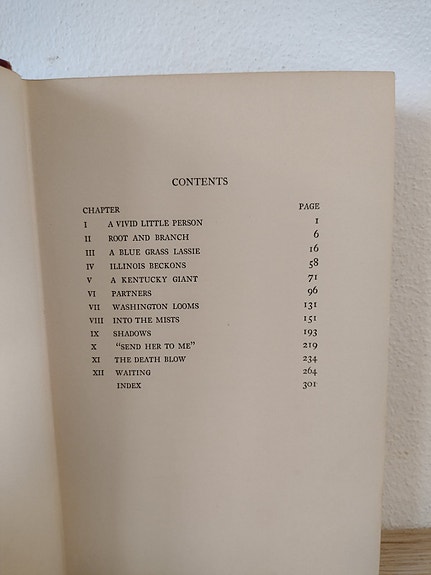 CONTENTS
CHAPTER PAGE
I A VIVID LITTLE PERSON 1
II ROOT AND BRANCH 6
III A BLUE GRASS LASSIE 16
IV ILLINOIS BECKONS 58
V A KENTUCKY GIANT 71
VI PARTNERS 96
VII WASHINGTON LOOMS 131
VIII INTO THE MISTS 151
IX SHADOWS 193
X “SEND HER TO ME” 219
XI THE DEATH BLOW 234
XII WAITING 264
INDEX 301